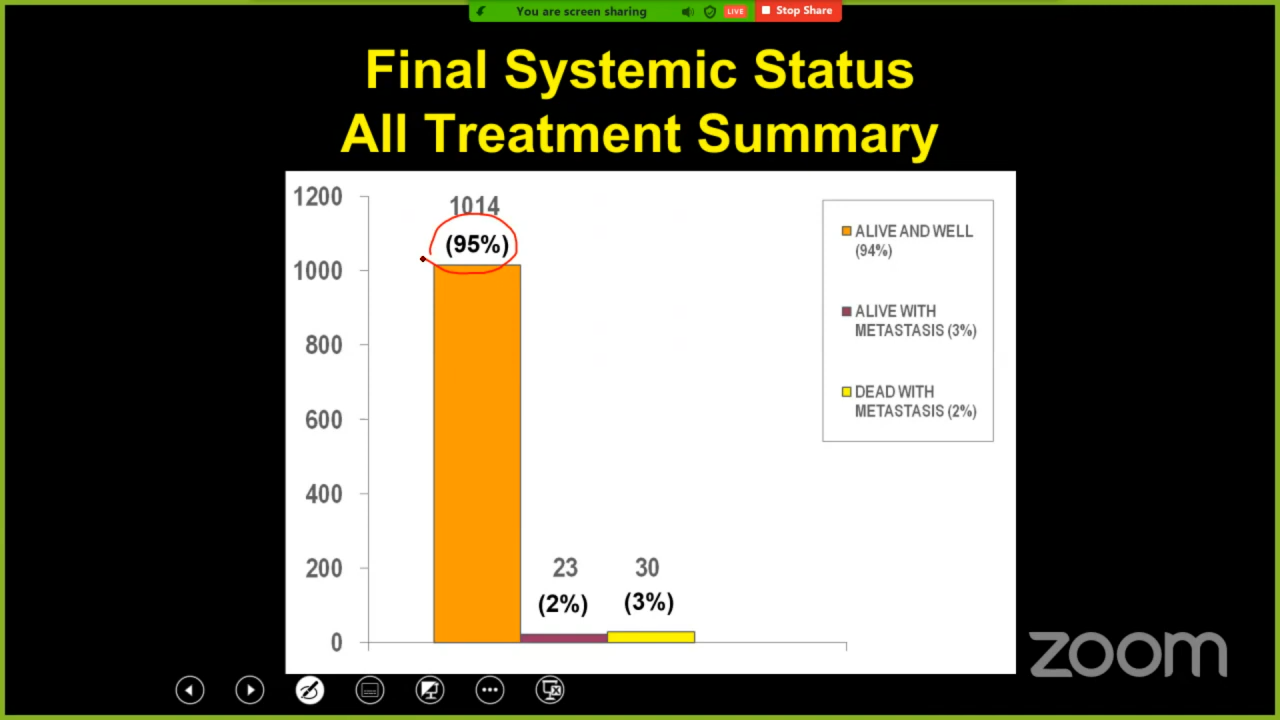 You are screen sharing LIVE Stop Share
Final Systemic Status
All Treatment Summary
1200
1000
800
600
400
200
0
1014
(95%)
23
(2%)
30
(3%)
ALIVE AND WELL
(94%)
ALIVE WITH
METASTASIS (3%)
DEAD WITH
METASTASIS (2%)
zoom